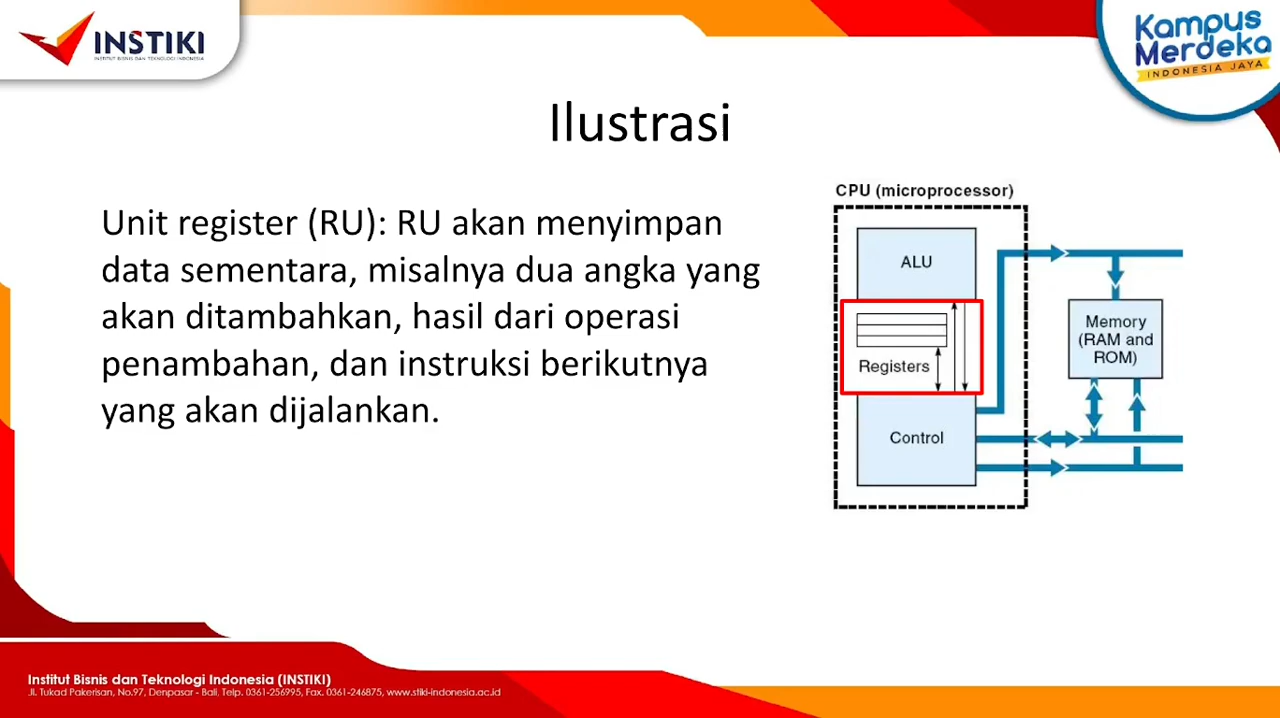 INSTIKI
INSTITUT BISNIS DAN TEKNOLOGI INDONESIA
Kampus
Merdeka
INDONESIA JAYA
Ilustrasi
Unit register (RU): RU akan menyimpan
data sementara, misalnya dua angka yang
akan ditambahkan, hasil dari operasi
penambahan, dan instruksi berikutnya
yang akan dijalankan.
CPU (microprocessor)
ALU
Registers
Control
Memory
(RAM and
ROM)
Institut Bisnis dan Teknologi Indonesia (INSTIKI)
Jl. Tukad Pakerisan, No.97, Denpasar - Bali. Telp. 0361-256995, Fax. 0361-246875, www.stiki-indonesia.ac.id